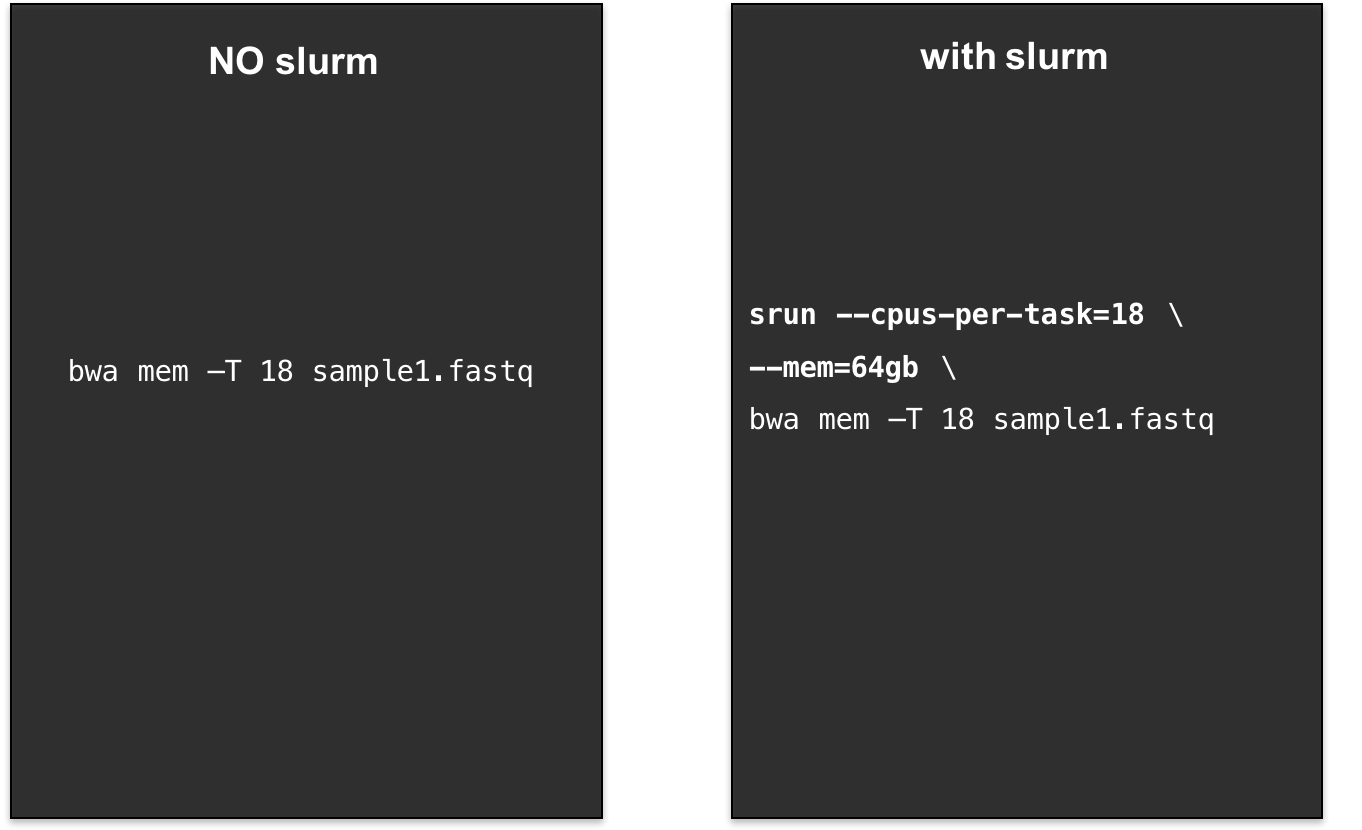 NO slurm
bwa mem –T 18 sample1.fastq
with slurm
srun --cpus-per-task=18 \
--mem=64gb \
bwa mem –T 18 sample1.fastq